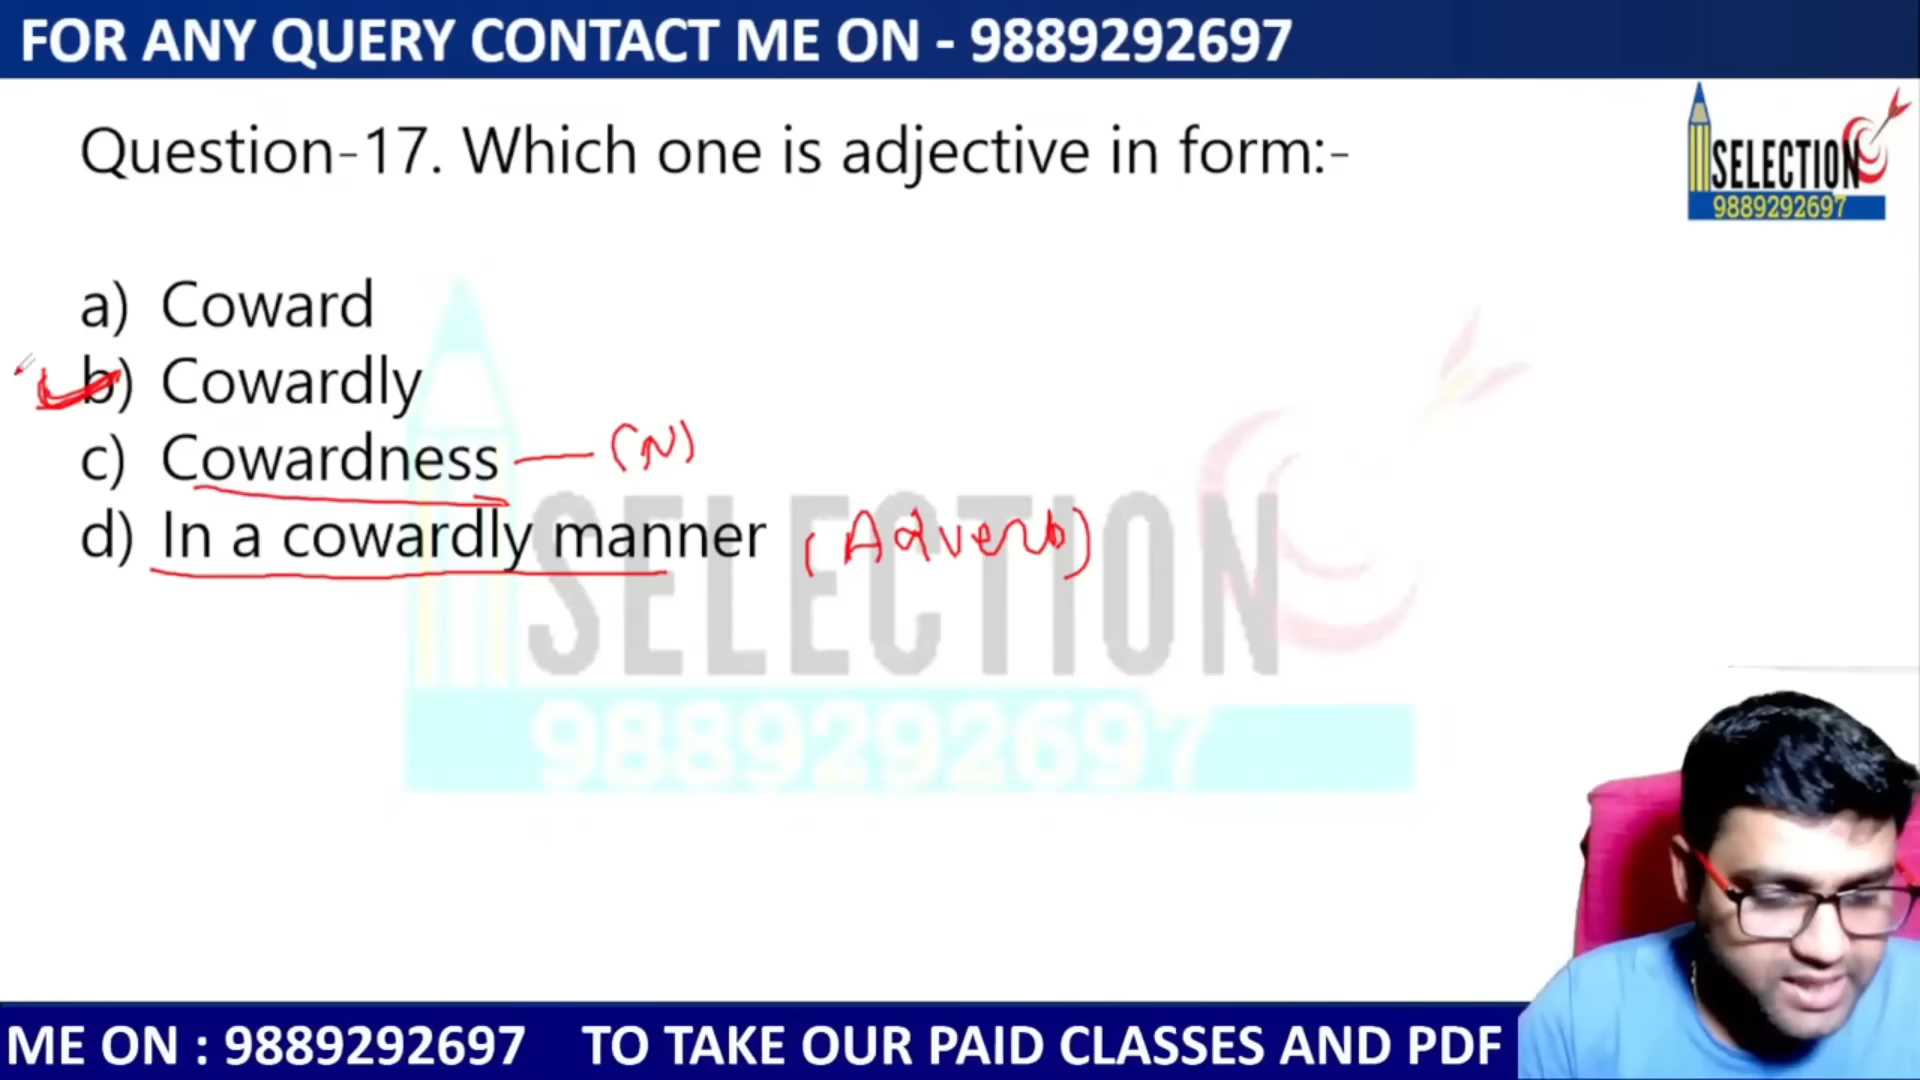 FOR ANY QUERY CONTACT ME ON - 9889292697
SELECTION
9889292697
Question-17. Which one is adjective in form:-
a) Coward
b) Cowardly
c) Cowardness — (N)
d) In a cowardly manner (Adverb)
SELECTION
9889292697
ME ON : 9889292697 TO TAKE OUR PAID CLASSES AND PDF